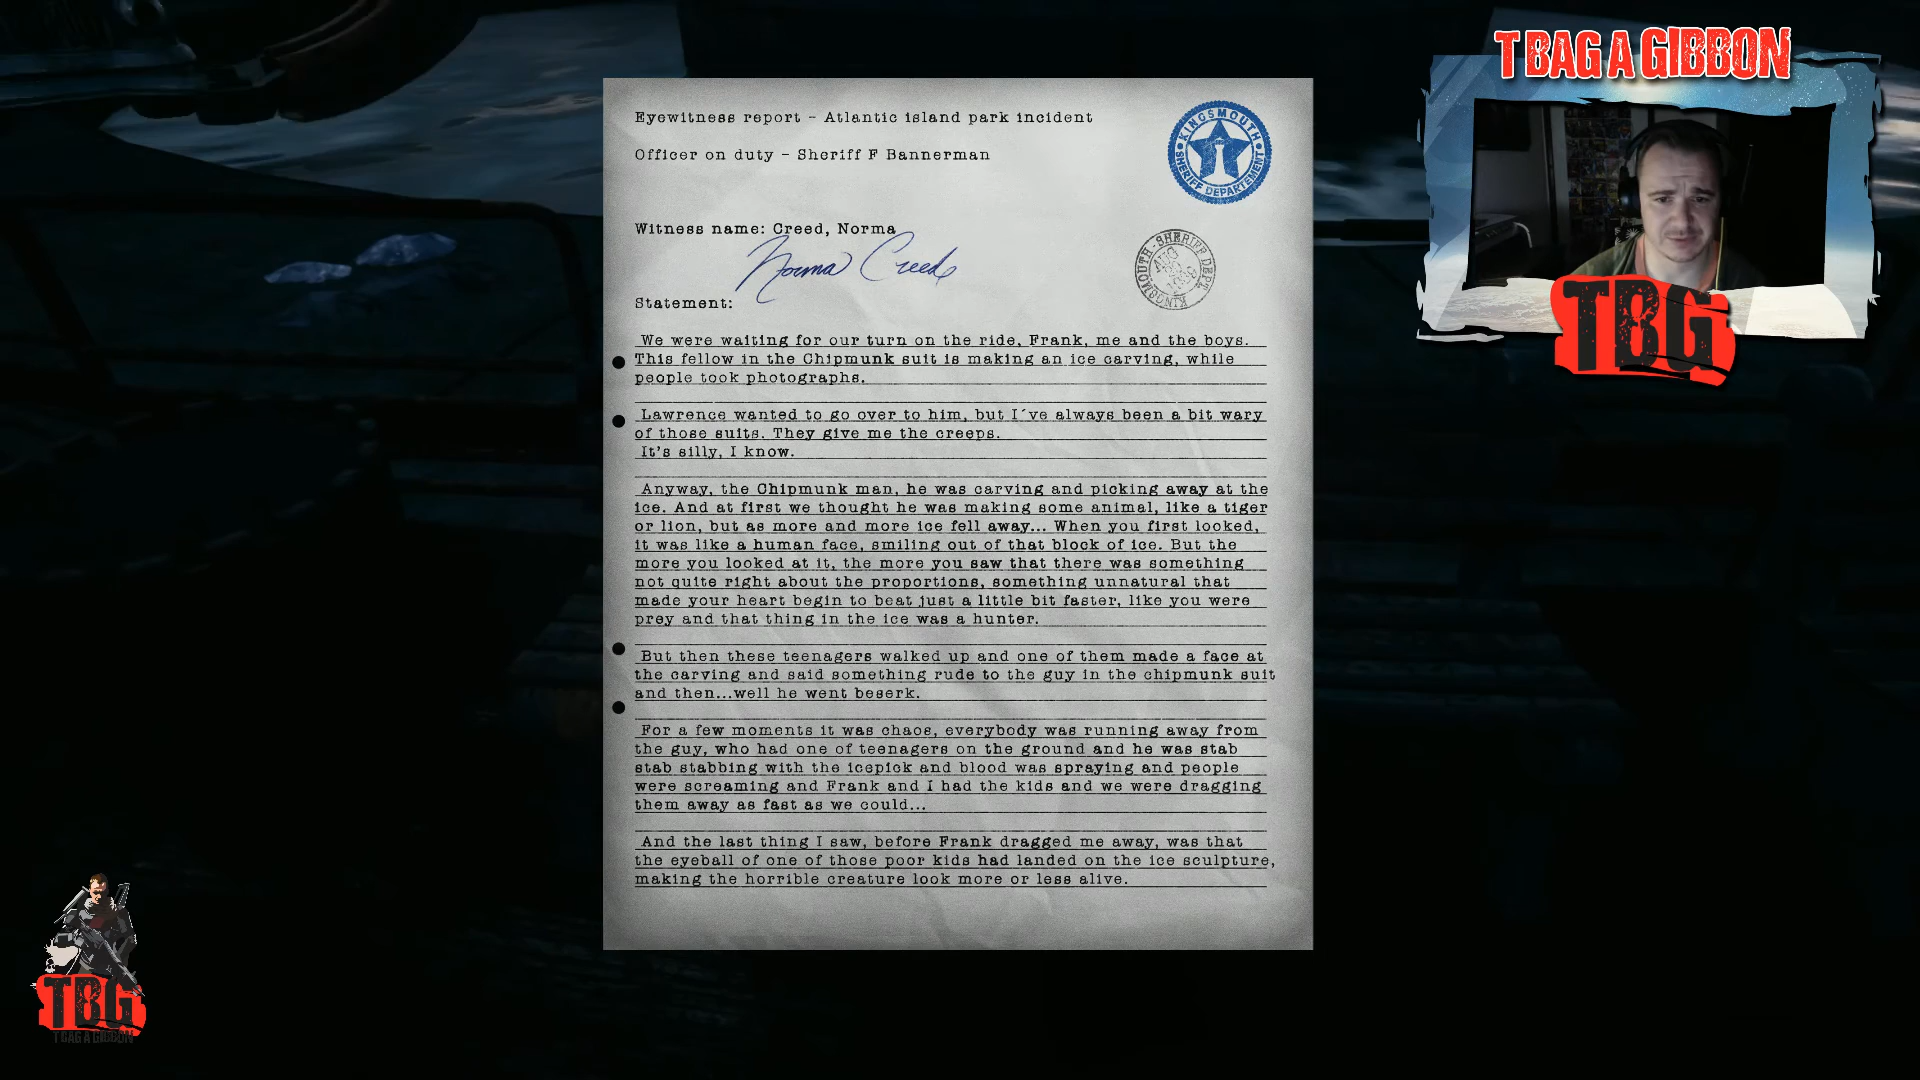 T BAG A GIBBON
TBG
Eyewitness report - Atlantic island park incident
Officer on duty - Sheriff F Bannerman
KINGSMOUTH
SHERIFF DEPARTEMENT
Witness name: Creed, Norma
Norma Creed
KINGSMOUTH - SHERIFF DEPT.
AUG
Statement:
We were waiting for our turn on the ride, Frank, me and the boys.
This fellow in the Chipmunk suit is making an ice carving, while
people took photographs.
Lawrence wanted to go over to him, but I´ve always been a bit wary
of those suits. They give me the creeps.
It's silly, I know.
Anyway, the Chipmunk man, he was carving and picking away at the
ice. And at first we thought he was making some animal, like a tiger
or lion, but as more and more ice fell away... When you first looked,
it was like a human face, smiling out of that block of ice. But the
more you looked at it, the more you saw that there was something
not quite right about the proportions, something unnatural that
made your heart begin to beat just a little bit faster, like you were
prey and that thing in the ice was a hunter.
But then these teenagers walked up and one of them made a face at
the carving and said something rude to the guy in the chipmunk suit
and then...well he went beserk.
For a few moments it was chaos, everybody was running away from
the guy, who had one of teenagers on the ground and he was stab
stab stabbing with the icepick and blood was spraying and people
were screaming and Frank and I had the kids and we were dragging
them away as fast as we could...
And the last thing I saw, before Frank dragged me away, was that
the eyeball of one of those poor kids had landed on the ice sculpture,
making the horrible creature look more or less alive.
TBG
T BAG A GIBBON